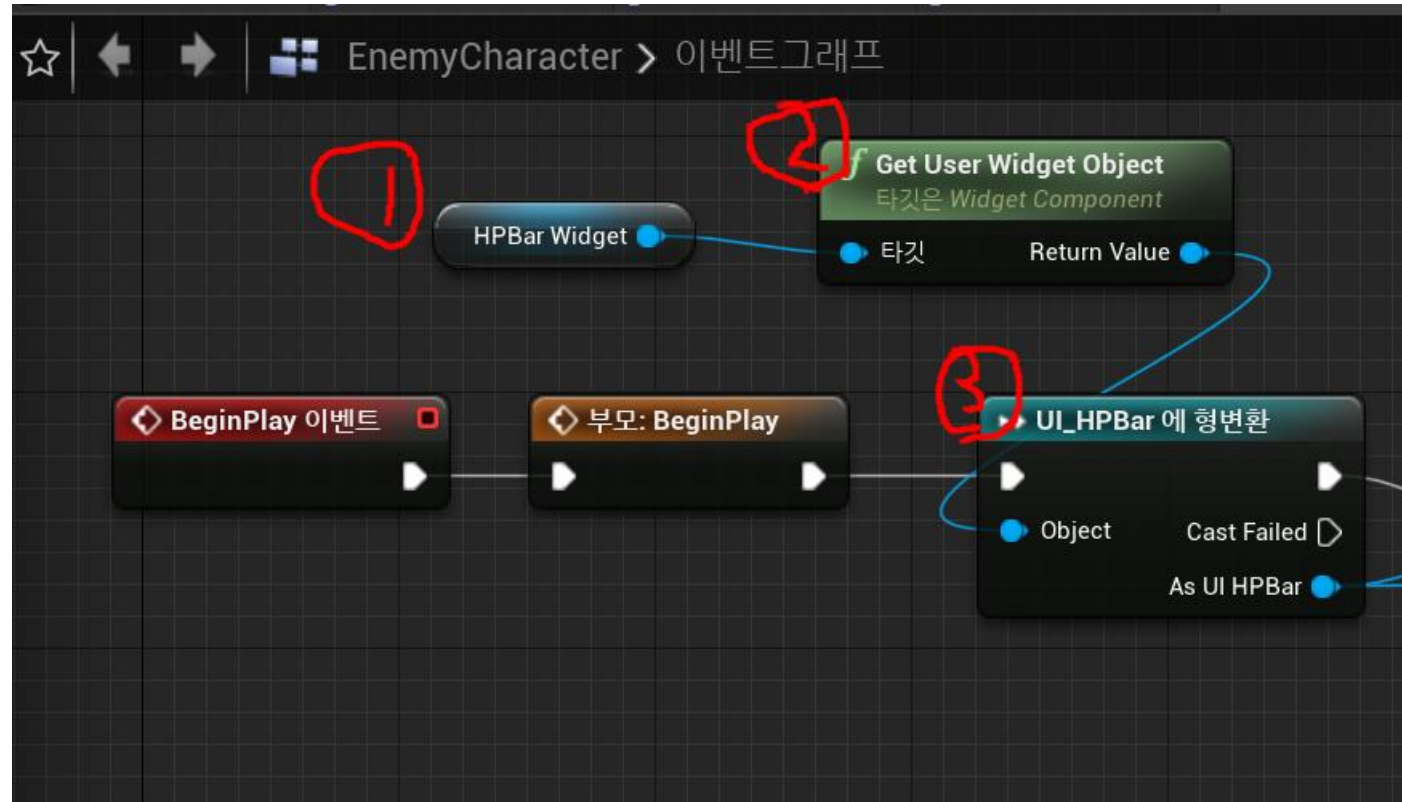 EnemyCharacter > 이벤트그래프
1
2
f Get User Widget Object
타깃은 Widget Component
HPBar Widget
타깃 Return Value
3
BeginPlay 이벤트
부모: BeginPlay
UI_HPBar 에 형변환
Object Cast Failed
As UI HPBar